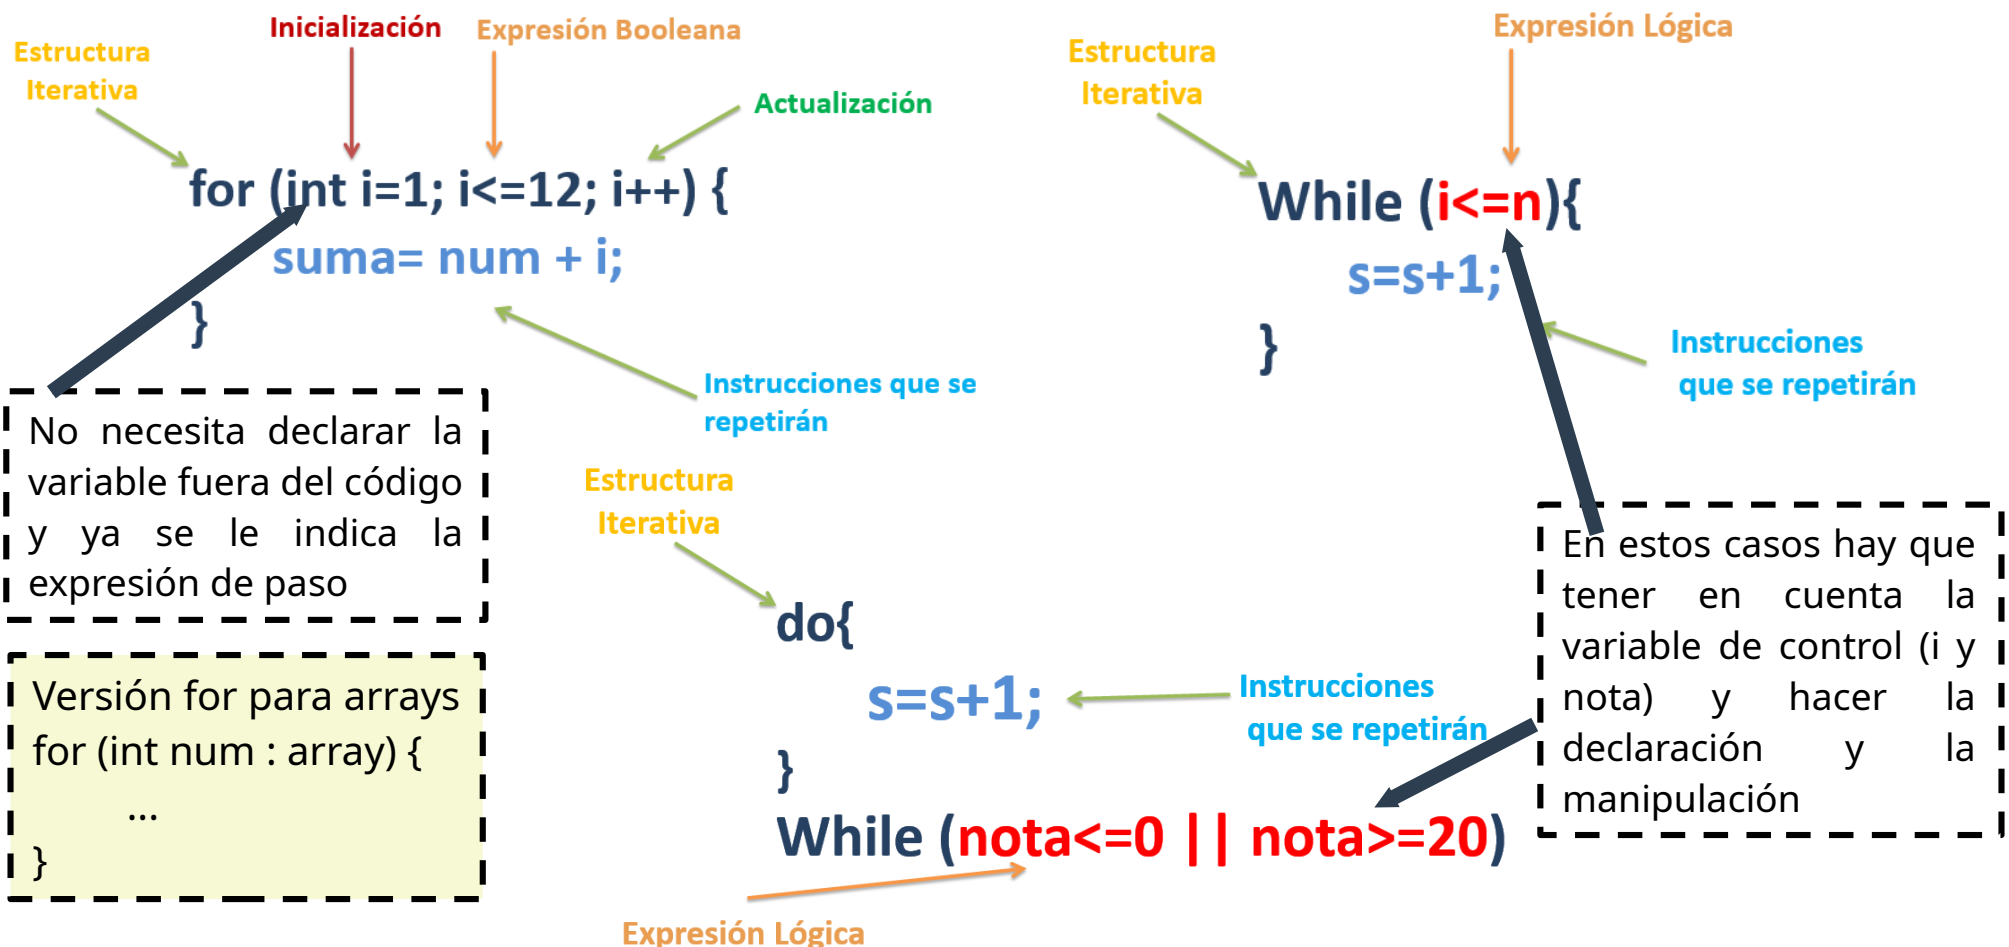 Inicialización
Expresión Booleana
Estructura
Iterativa
Actualización
for (int i=1; i<=12; i++) {
suma= num + i;
}
Instrucciones que se
repetirán
No necesita declarar la
variable fuera del código
y ya se le indica la
expresión de paso
Versión for para arrays
for (int num : array) {
...
}
Expresión Lógica
Estructura
Iterativa
While (i<=n){
s=s+1;
}
Instrucciones
que se repetirán
Estructura
Iterativa
do{
s=s+1;
}
While (nota<=0 || nota>=20)
Instrucciones
que se repetirán
Expresión Lógica
En estos casos hay que
tener en cuenta la
variable de control (i y
nota) y hacer la
declaración y la
manipulación